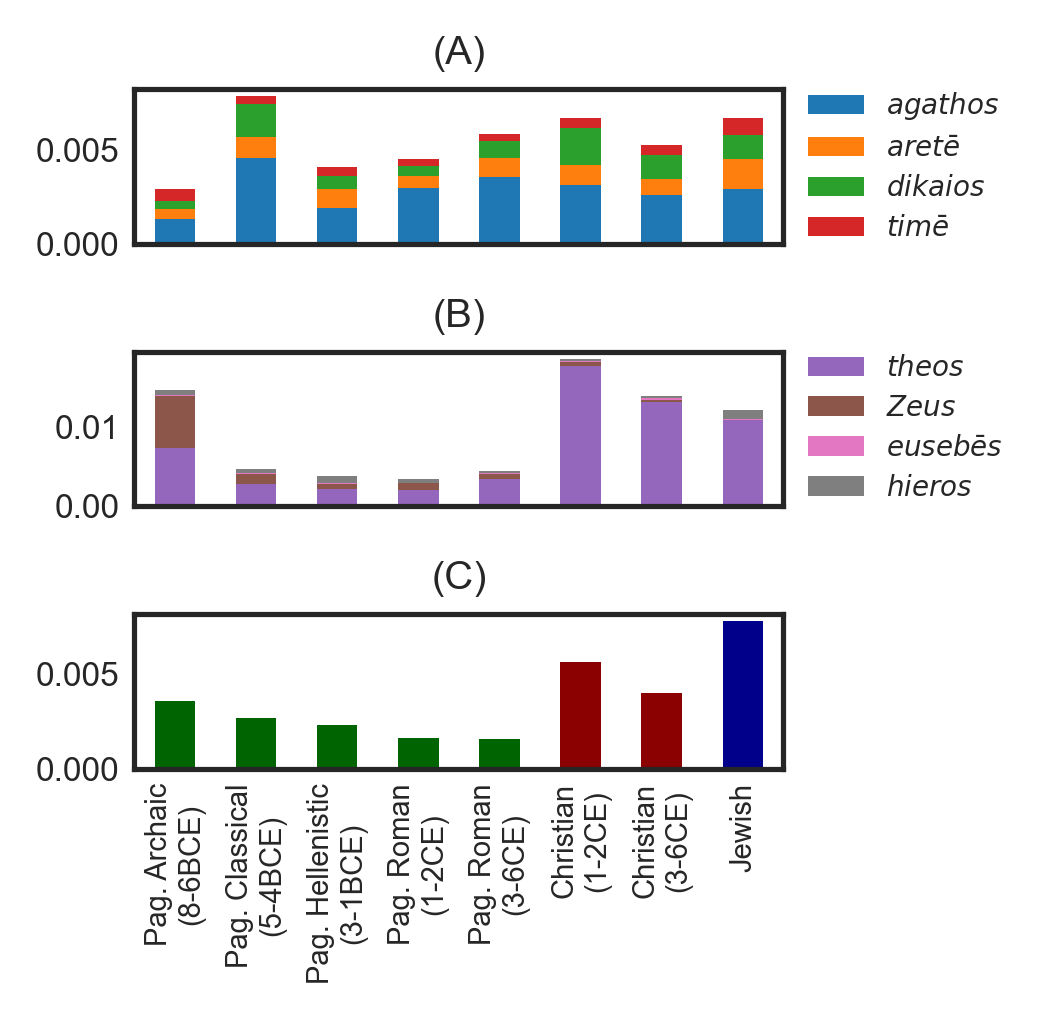 (A)
0.005
0.000
agathos
aretē
dikaios
timē
(B)
0.01
0.00
theos
Zeus
eusebēs
hieros
(C)
0.005
0.000
Pag. Archaic
(8-6BCE)
Pag. Classical
(5-4BCE)
Pag. Hellenistic
(3-1BCE)
Pag. Roman
(1-2CE)
Pag. Roman
(3-6CE)
Christian
(1-2CE)
Christian
(3-6CE)
Jewish